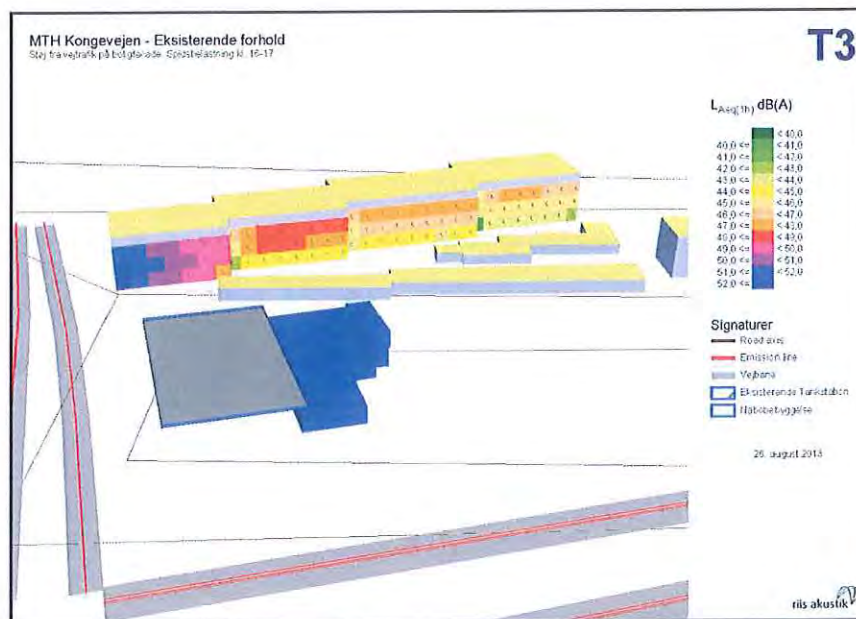 MTH Kongevejen - Eksisterende forhold
T3
Støj fra vejtrafik på boligfacade. Spidsbelastning kl. 16-17
LAeq(1h) dB(A)
< 40,0
40,0 <= < 41,0
41,0 <= < 42,0
42,0 <= < 43,0
43,0 <= < 44,0
44,0 <= < 45,0
45,0 <= < 46,0
46,0 <= < 47,0
47,0 <= < 48,0
48,0 <= < 49,0
49,0 <= < 50,0
50,0 <= < 51,0
51,0 <= < 52,0
52,0 <=
Signaturer
Road axis
Emission line
Vejbane
Eksisterende Tankstation
Nabobebyggelse
26. august 2013
rils akustik